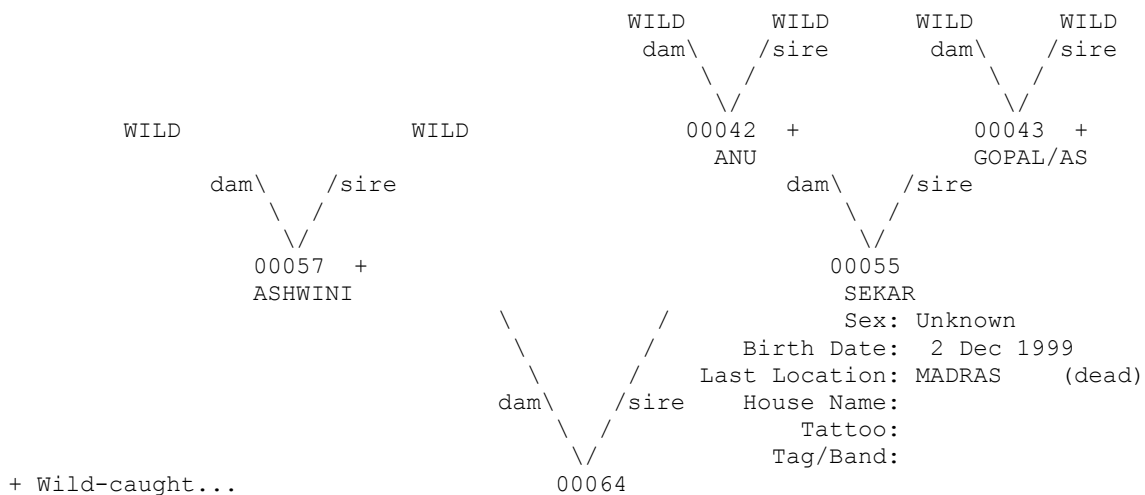 WILD WILD WILD WILD
dam\ /sire dam\ /sire
\ / \ /
\/ \/
WILD WILD 00042 + 00043 +
ANU GOPAL/AS
dam\ /sire dam\ /sire
\ / \ /
\/ \/
00057 + 00055
ASHWINI SEKAR
\ / Sex: Unknown
\ / Birth Date: 2 Dec 1999
\ / Last Location: MADRAS (dead)
dam\ /sire House Name:
\ / Tattoo:
\/ Tag/Band:
+ Wild-caught... 00064